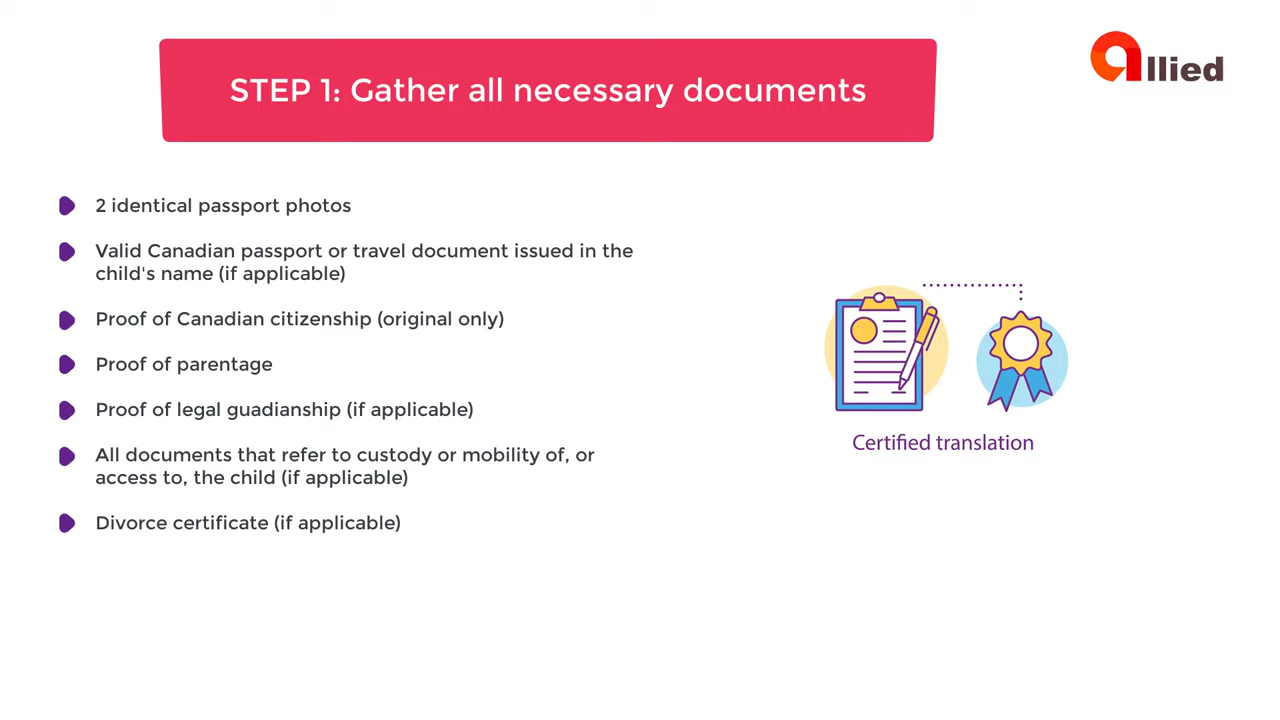 allied
STEP 1: Gather all necessary documents
2 identical passport photos
Valid Canadian passport or travel document issued in the
child's name (if applicable)
Proof of Canadian citizenship (original only)
Proof of parentage
Proof of legal guadianship (if applicable)
All documents that refer to custody or mobility of, or
access to, the child (if applicable)
Divorce certificate (if applicable)
Certified translation